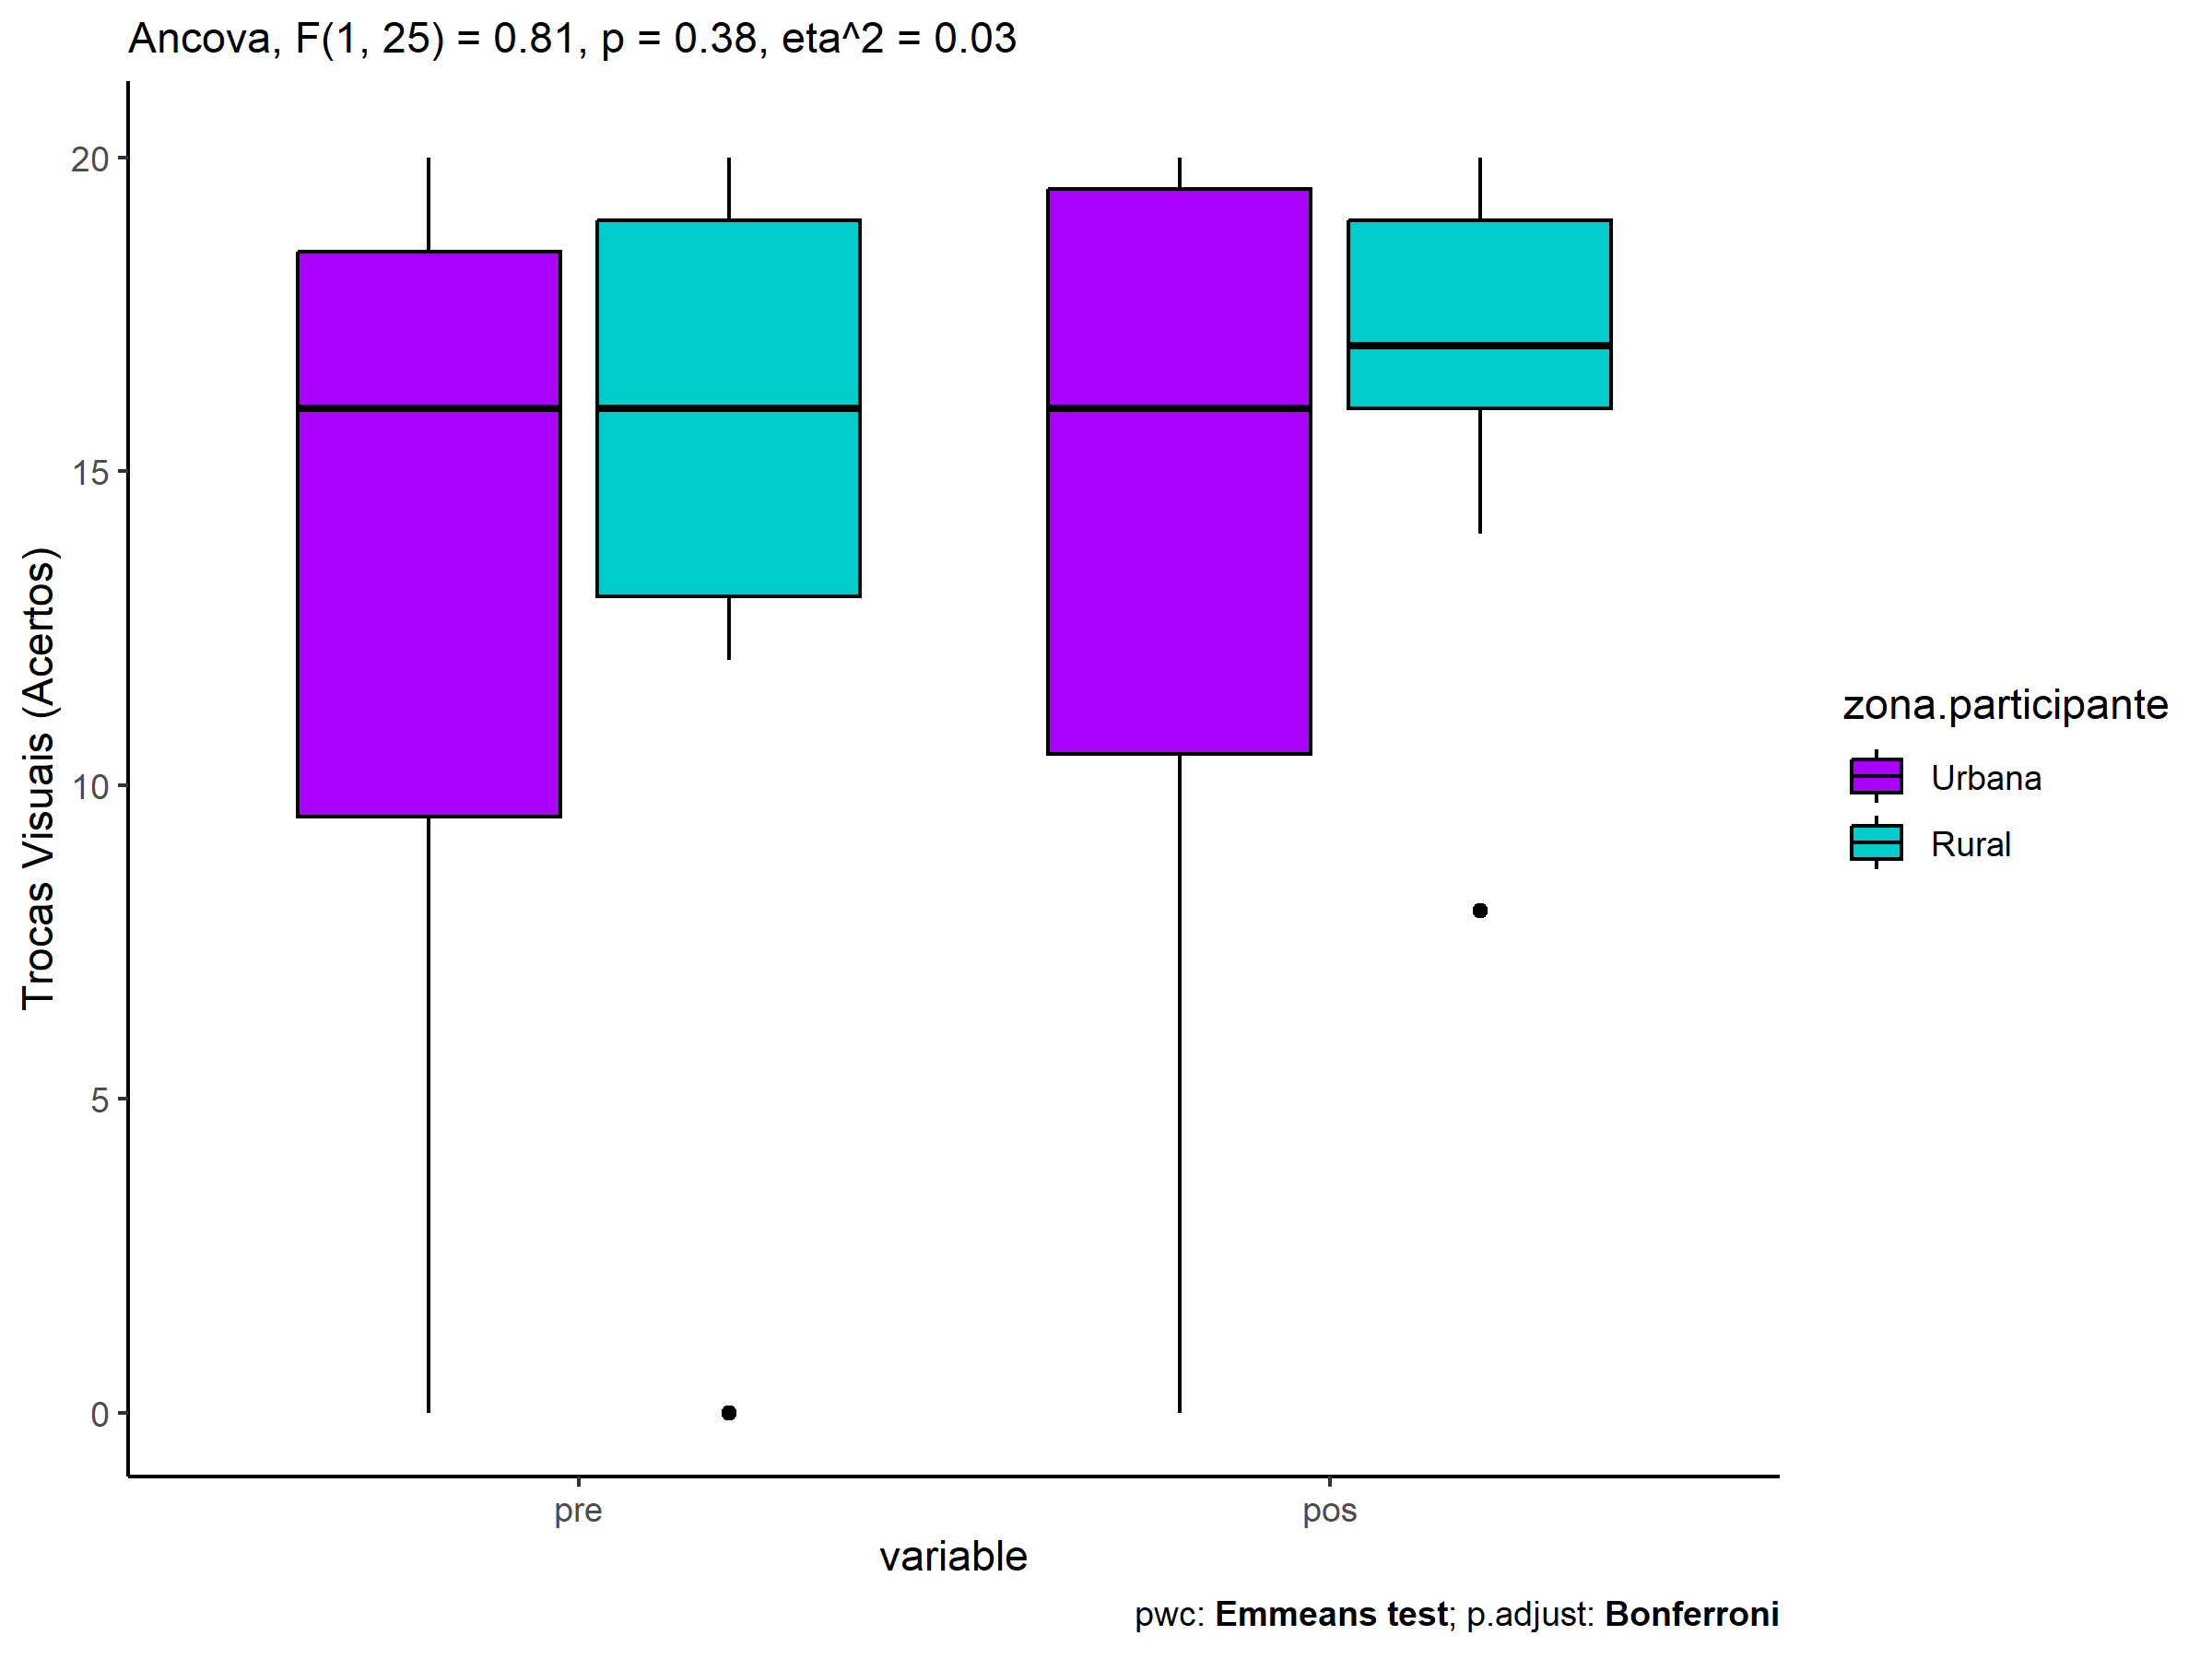 Ancova, F(1, 25) = 0.81, p = 0.38, eta^2 = 0.03
Trocas Visuais (Acertos)
20
15
10
5
0
pre
pos
variable
zona.participante
Urbana
Rural
pwc: Emmeans test; p.adjust: Bonferroni